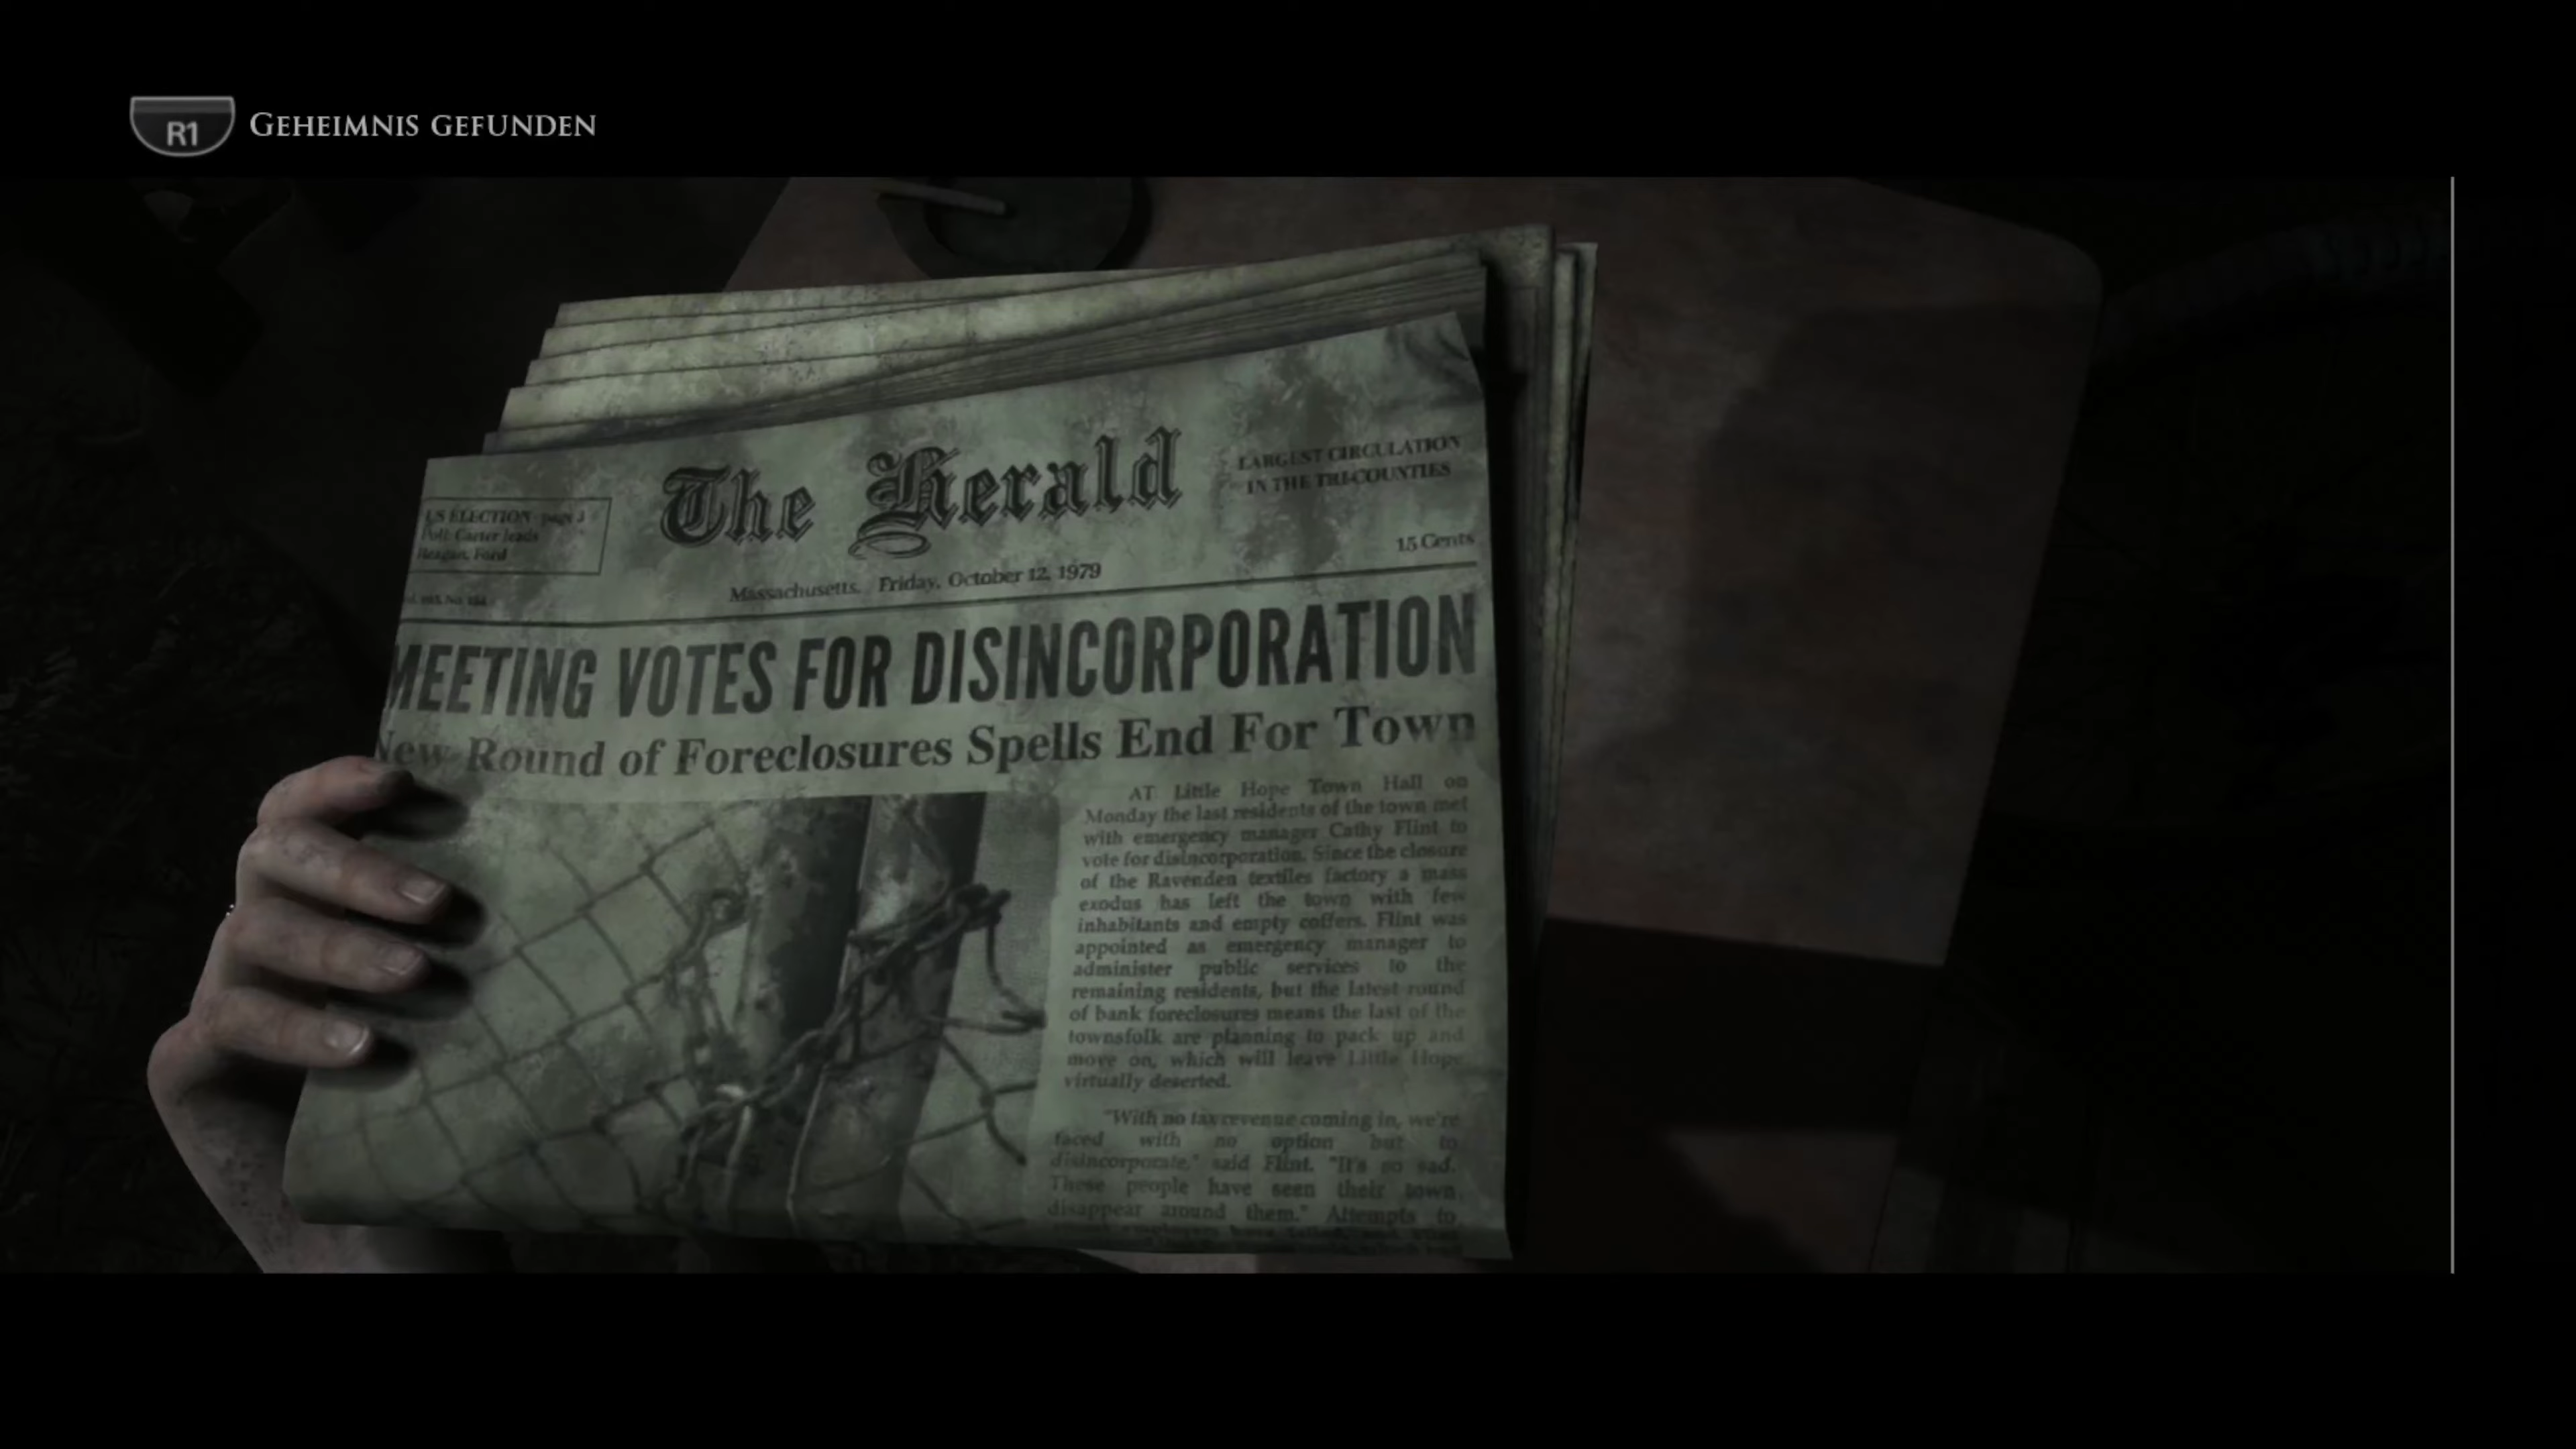 R1 GEHEIMNIS GEFUNDEN
US ELECTION page 3
Poll: Carter leads
Reagan, Ford
The Herald
LARGEST CIRCULATION
IN THE TRI-COUNTIES
15 Cents
Massachusetts, Friday, October 12, 1979
MEETING VOTES FOR DISINCORPORATION
New Round of Foreclosures Spells End For Town
AT Little Hope Town Hall on
Monday the last residents of the town met
with emergency manager Cathy Flint to
vote for disincorporation. Since the closure
of the Ravenden textiles factory a mass
exodus has left the town with few
inhabitants and empty coffers. Flint was
appointed as emergency manager to
administer public services to the
remaining residents, but the latest round
of bank foreclosures means the last of the
townsfolk are planning to pack up and
move on, which will leave Little Hope
virtually deserted.
"With no tax revenue coming in, we're
faced with no option but to
disincorporate," said Flint. "It's so sad.
These people have seen their town
disappear around them." Attempts to